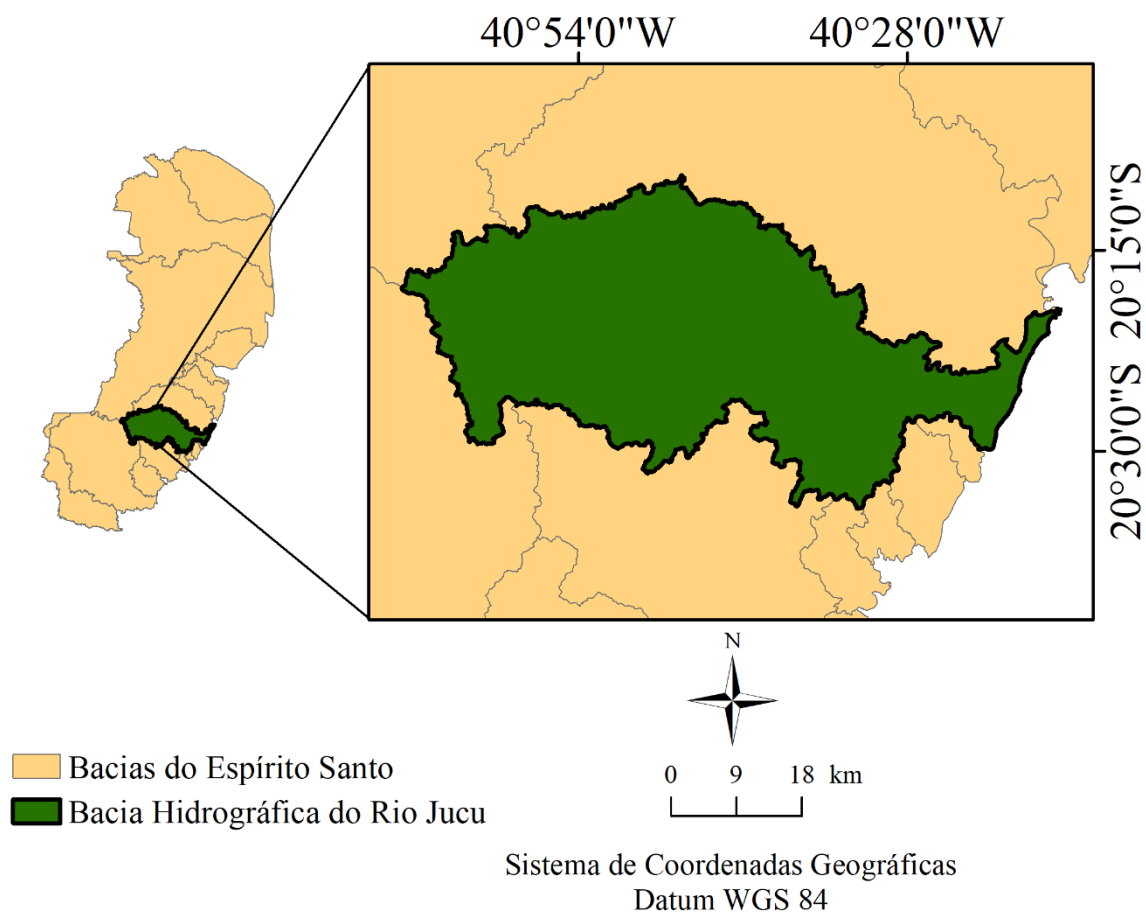 40°54'0"W 40°28'0"W
20°15'0"S
20°30'0"S
N
Bacias do Espírito Santo
Bacia Hidrográfica do Rio Jucu
0 9 18 km
Sistema de Coordenadas Geográficas
Datum WGS 84